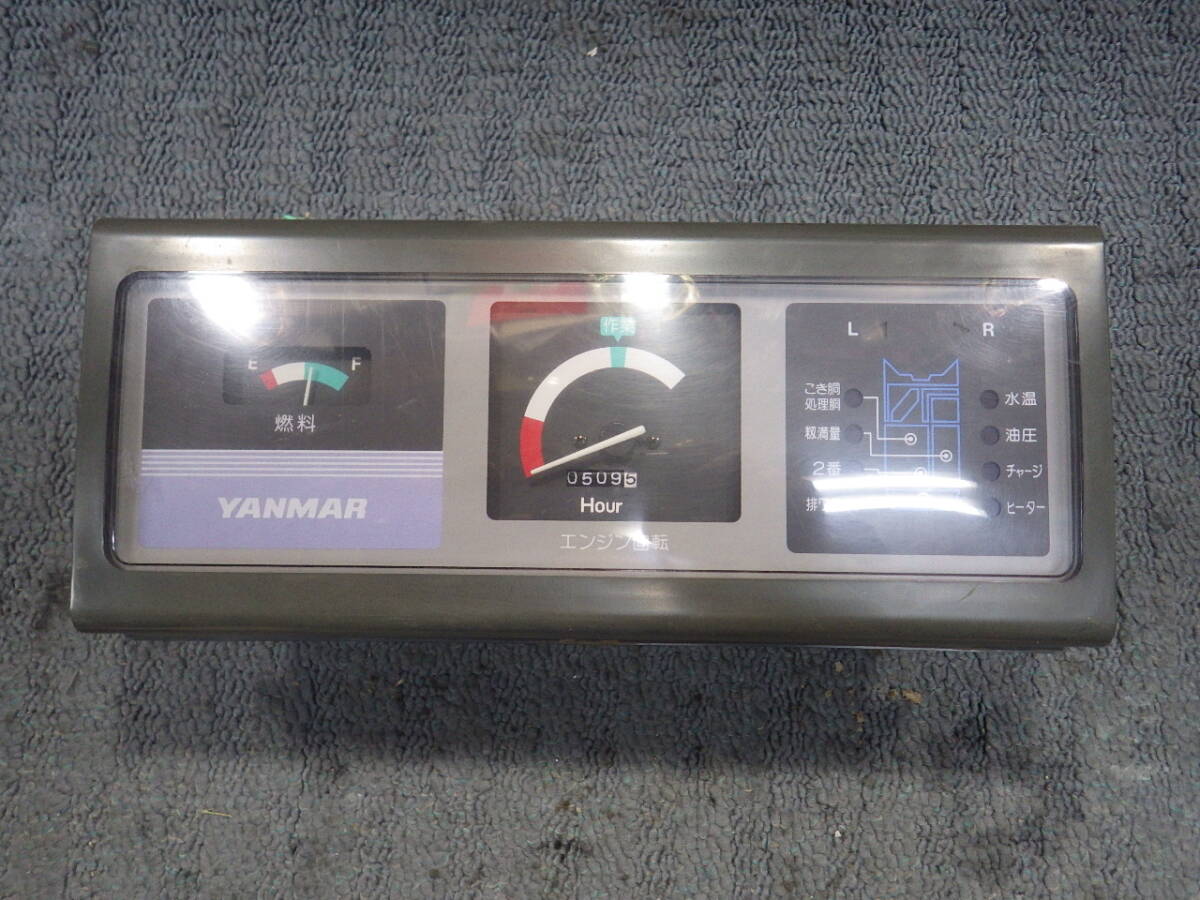 E F
燃料
YANMAR
作業
05095
Hour
エンジン回転
L R
こき胴
処理胴
籾満量
2番
水温
油圧
チャージ
ヒーター